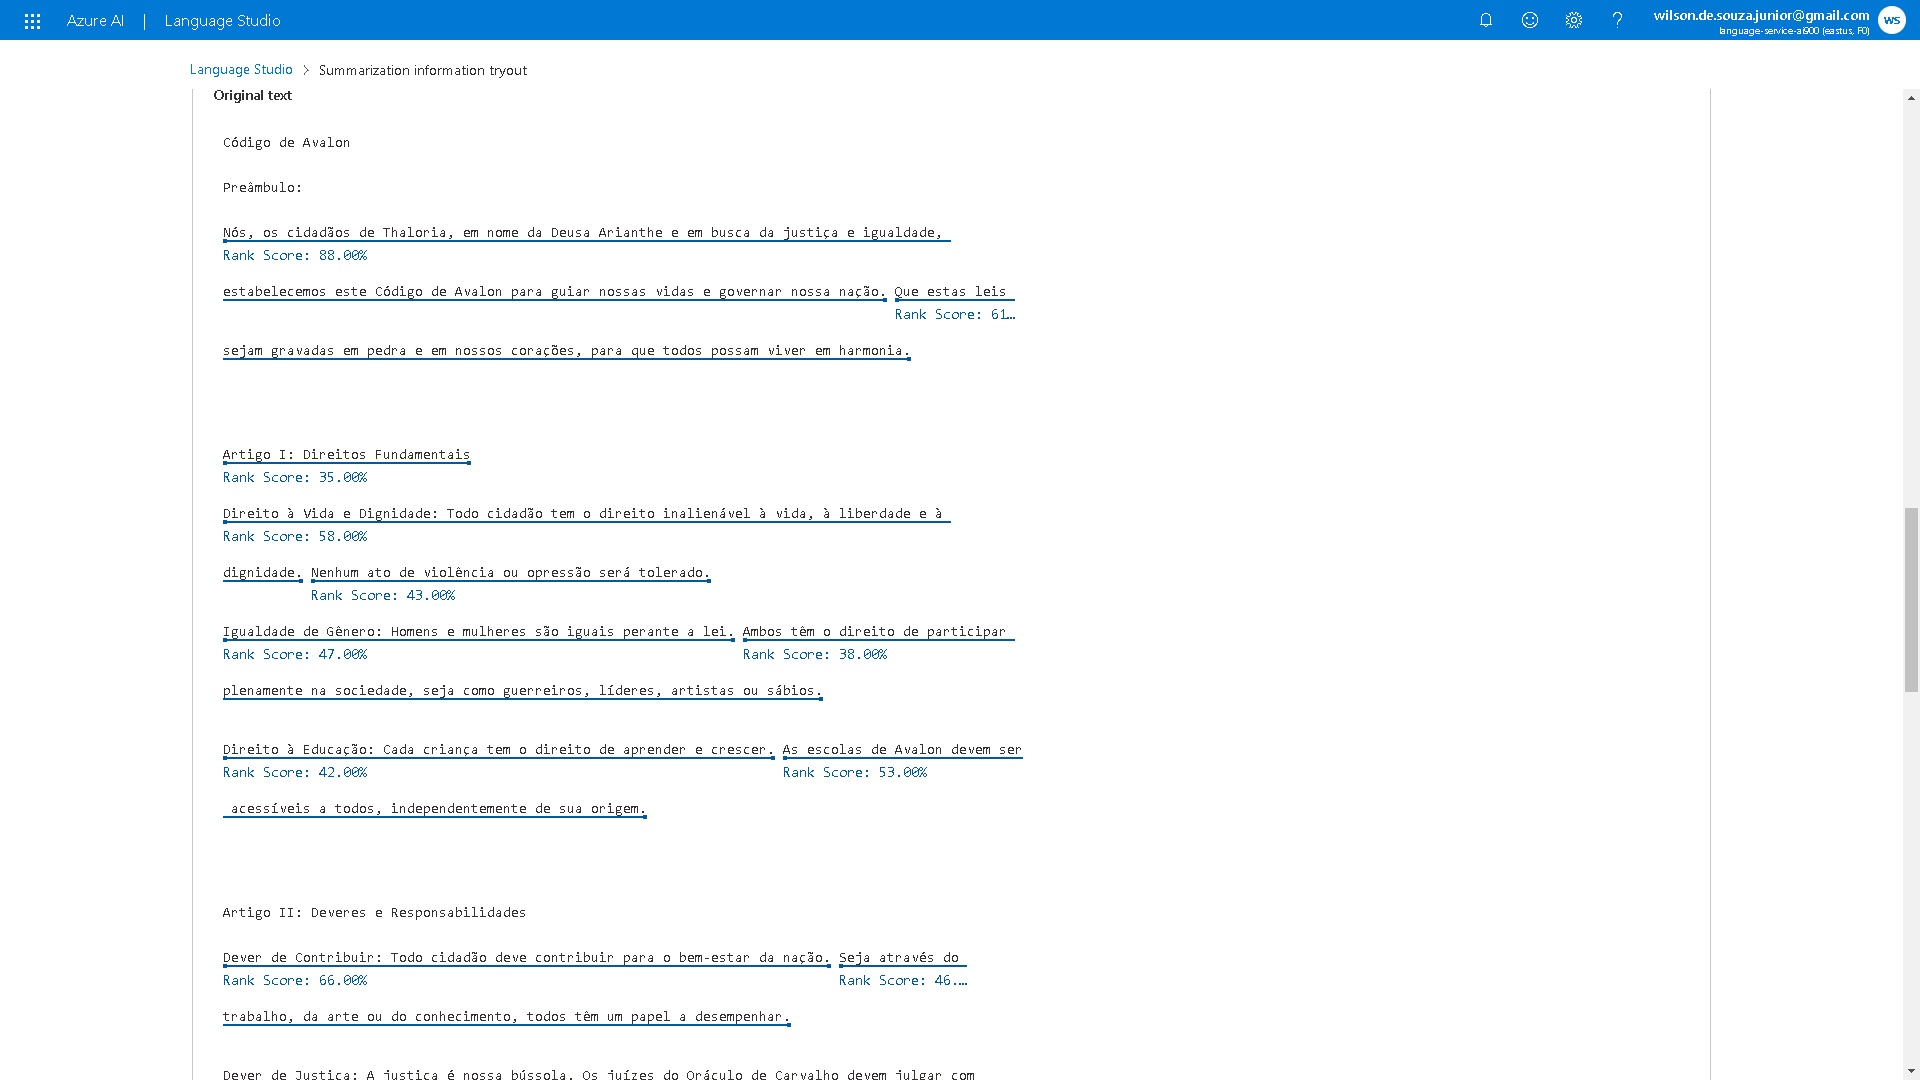 Azure AI | Language Studio
wilson.de.souza.junior@gmail.com
language-service-ai900 (eastus, F0)
WS
Language Studio > Summarization information tryout
Original text
Código de Avalon
Preâmbulo:
Nós, os cidadãos de Thaloria, em nome da Deusa Arianthe e em busca da justiça e igualdade,
Rank Score: 88.00%
estabelecemos este Código de Avalon para guiar nossas vidas e governar nossa nação. Que estas leis
Rank Score: 61…
sejam gravadas em pedra e em nossos corações, para que todos possam viver em harmonia.
Artigo I: Direitos Fundamentais
Rank Score: 35.00%
Direito à Vida e Dignidade: Todo cidadão tem o direito inalienável à vida, à liberdade e à
Rank Score: 58.00%
dignidade. Nenhum ato de violência ou opressão será tolerado.
Rank Score: 43.00%
Igualdade de Gênero: Homens e mulheres são iguais perante a lei. Ambos têm o direito de participar
Rank Score: 47.00% Rank Score: 38.00%
plenamente na sociedade, seja como guerreiros, líderes, artistas ou sábios.
Direito à Educação: Cada criança tem o direito de aprender e crescer. As escolas de Avalon devem ser
Rank Score: 42.00% Rank Score: 53.00%
acessíveis a todos, independentemente de sua origem.
Artigo II: Deveres e Responsabilidades
Dever de Contribuir: Todo cidadão deve contribuir para o bem-estar da nação. Seja através do
Rank Score: 66.00% Rank Score: 46.…
trabalho, da arte ou do conhecimento, todos têm um papel a desempenhar.
Dever de Justiça: A justiça é nossa bússola. Os juízes do Oráculo de Carvalho devem julgar com